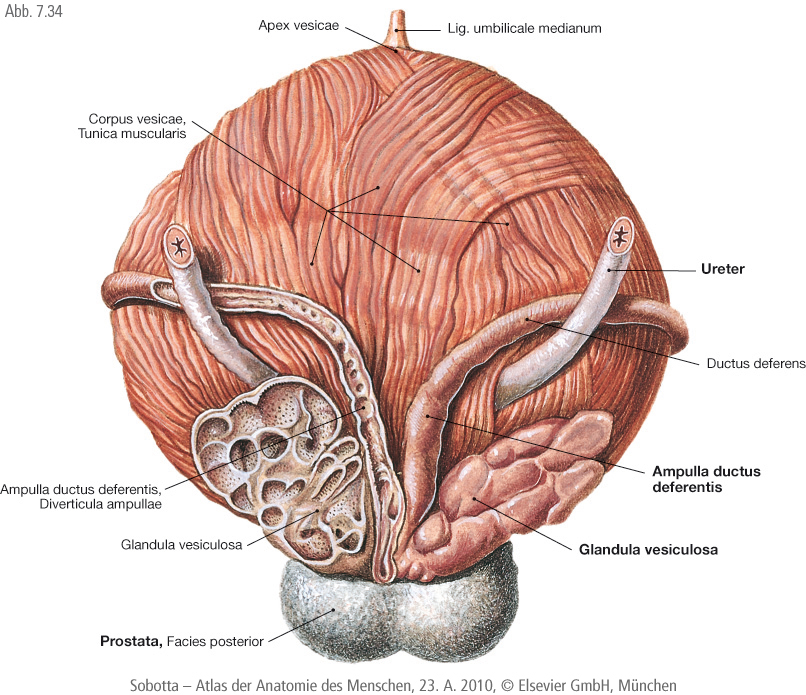 Abb. 7.34
Apex vesicae
Lig. umbilicale medianum
Corpus vesicae,
Tunica muscularis
Ureter
Ductus deferens
Ampulla ductus
deferentis
Ampulla ductus deferentis,
Diverticula ampullae
Glandula vesiculosa
Glandula vesiculosa
Prostata, Facies posterior
Sobotta – Atlas der Anatomie des Menschen, 23. A. 2010, © Elsevier GmbH, München